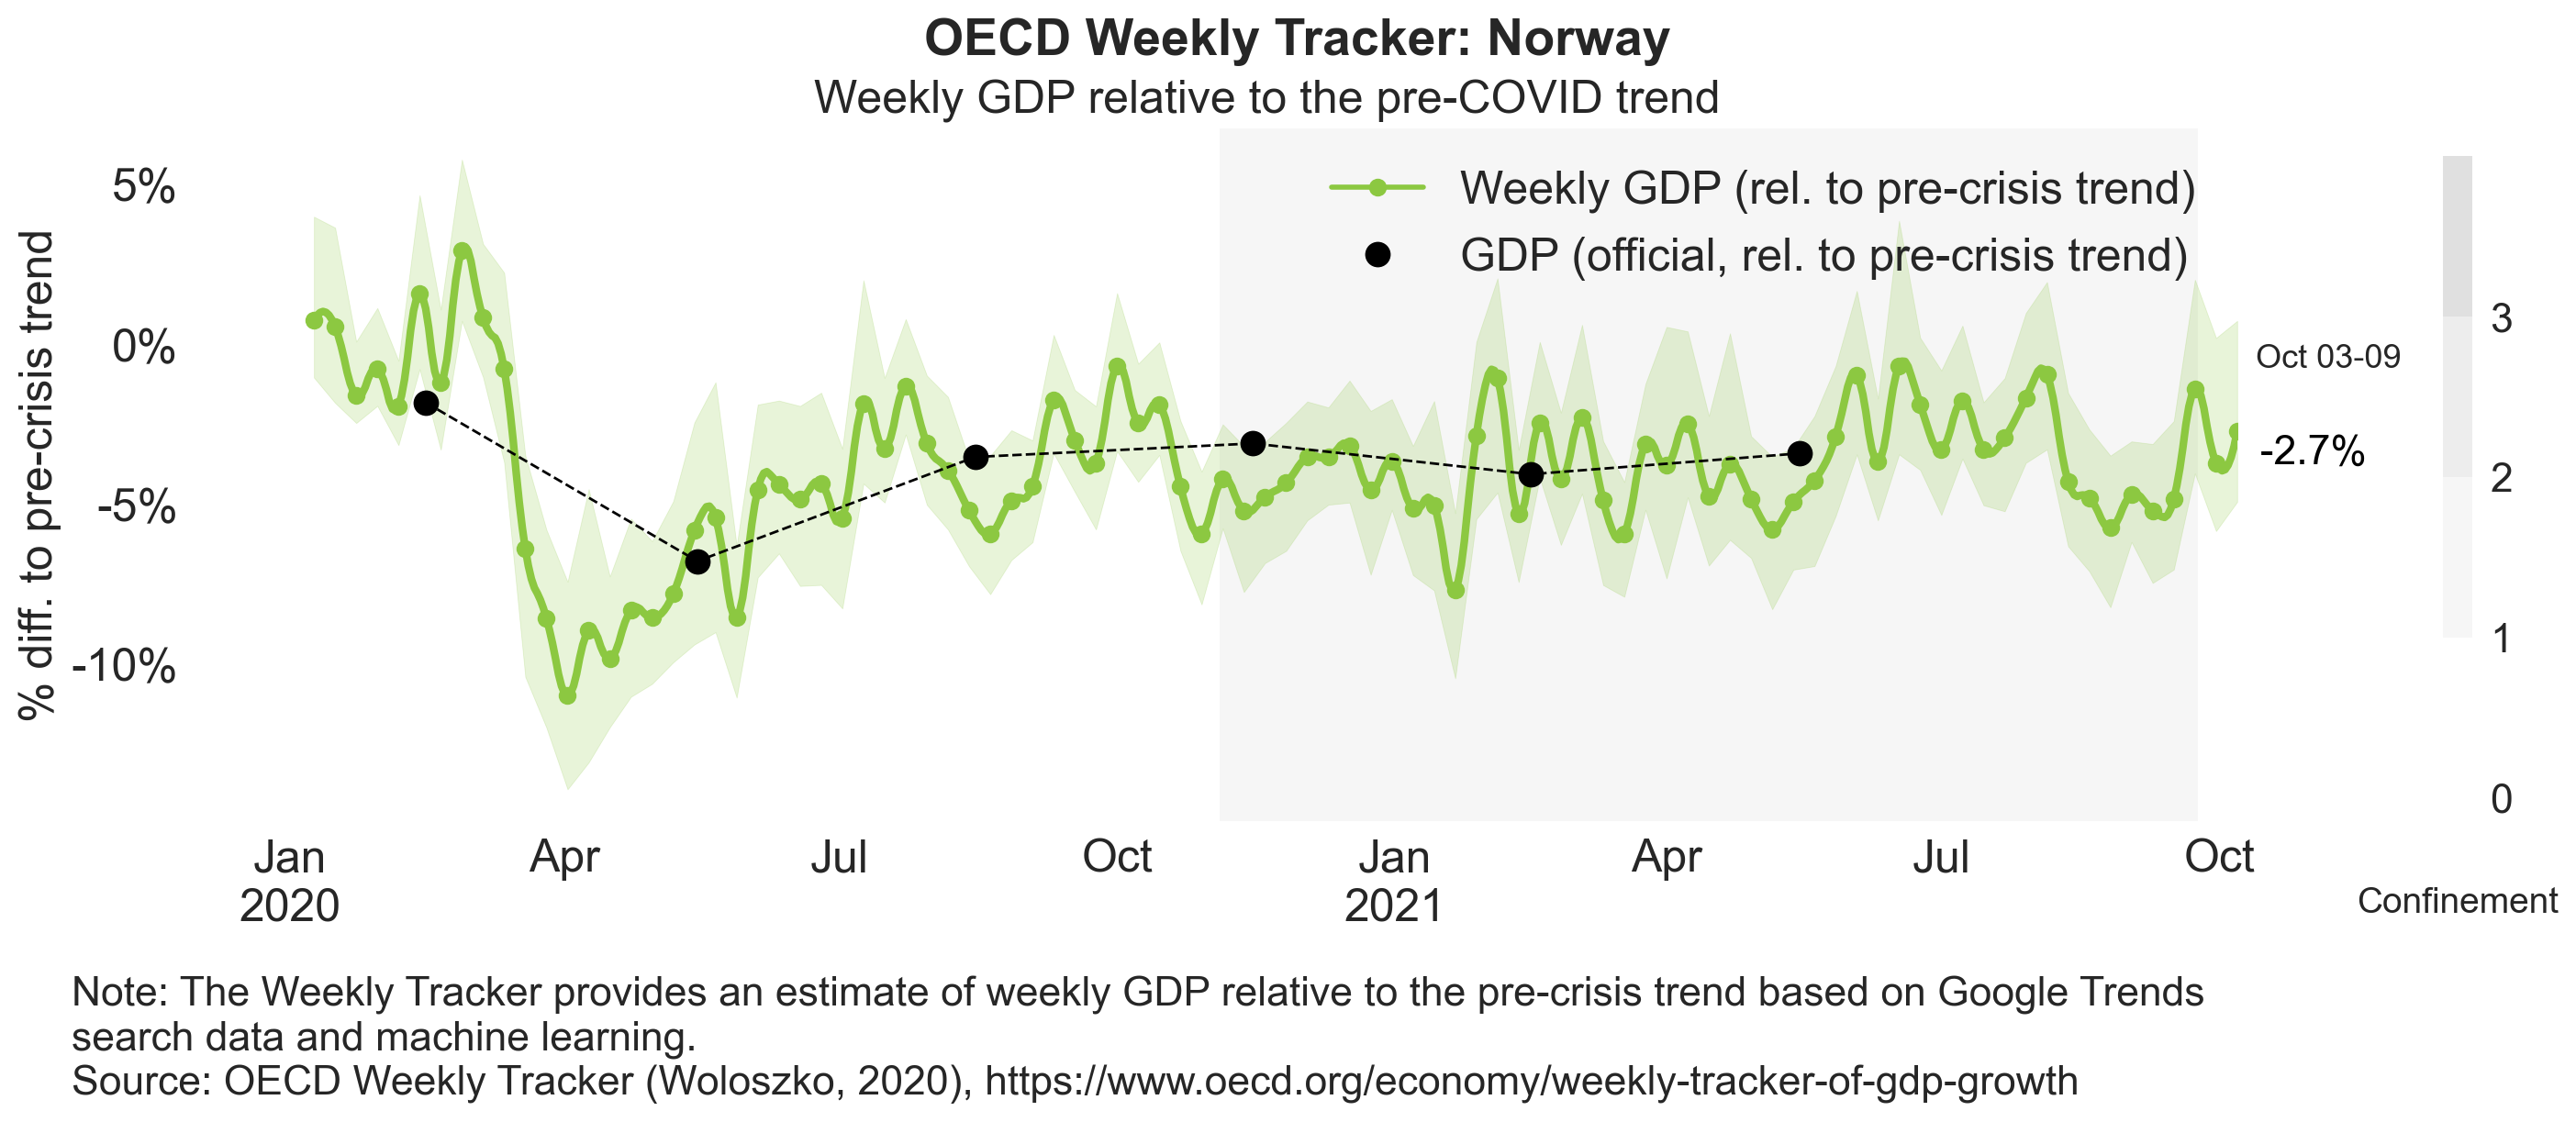 OECD Weekly Tracker: Norway
Weekly GDP relative to the pre-COVID trend
Weekly GDP (rel. to pre-crisis trend)
GDP (official, rel. to pre-crisis trend)
% diff. to pre-crisis trend
5%
0%
-5%
-10%
Oct 03-09
-2.7%
3
2
1
0
Confinement
Jan Apr Jul Oct Jan Apr Jul Oct
2020 2021
Note: The Weekly Tracker provides an estimate of weekly GDP relative to the pre-crisis trend based on Google Trends
search data and machine learning.
Source: OECD Weekly Tracker (Woloszko, 2020), https://www.oecd.org/economy/weekly-tracker-of-gdp-growth